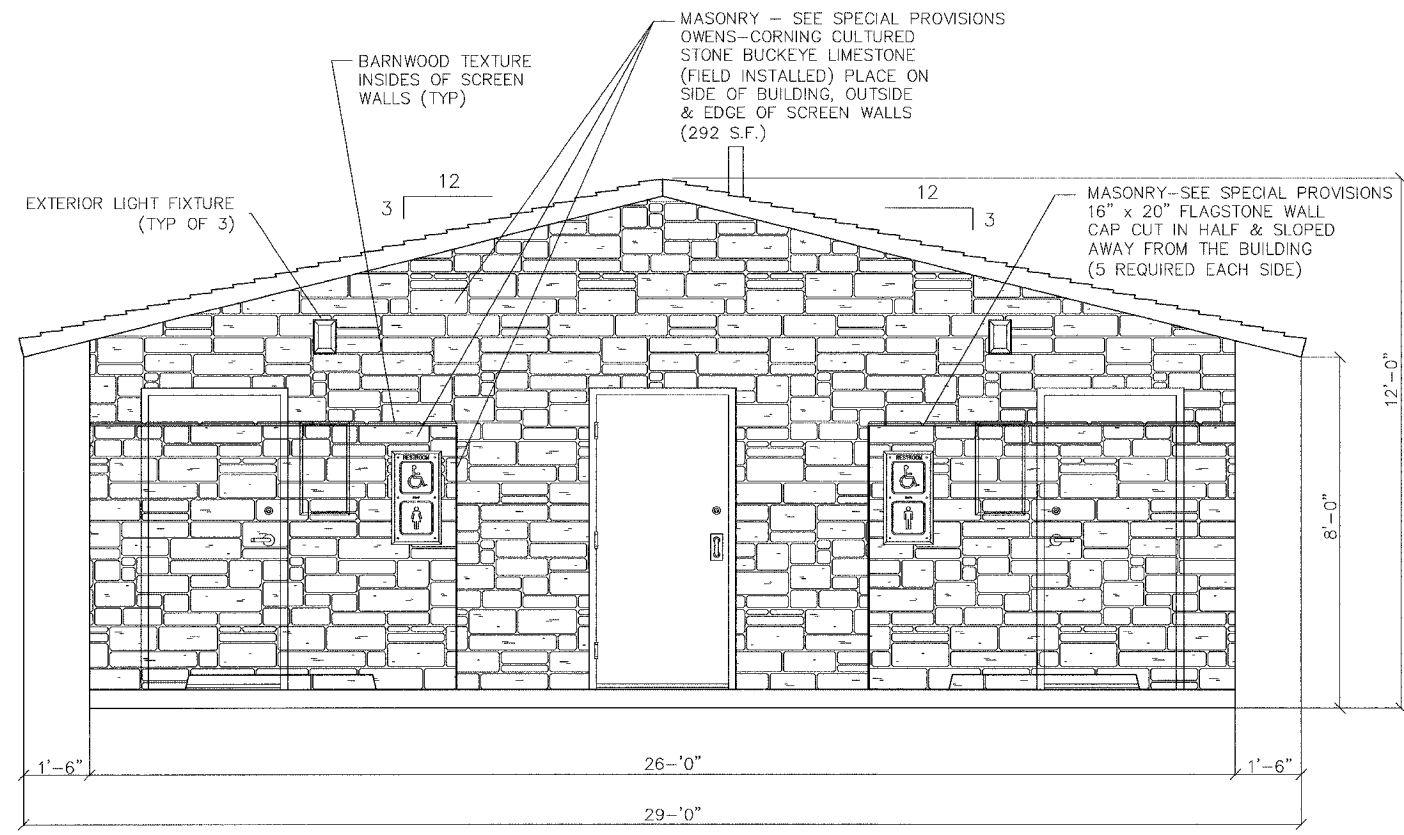 MASONRY – SEE SPECIAL PROVISIONS
OWENS–CORNING CULTURED
STONE BUCKEYE LIMESTONE
(FIELD INSTALLED) PLACE ON
SIDE OF BUILDING, OUTSIDE
& EDGE OF SCREEN WALLS
(292 S.F.)
BARNWOOD TEXTURE
INSIDES OF SCREEN
WALLS (TYP)
EXTERIOR LIGHT FIXTURE
(TYP OF 3)
12
3
12
3
MASONRY–SEE SPECIAL PROVISIONS
16" x 20" FLAGSTONE WALL
CAP CUT IN HALF & SLOPED
AWAY FROM THE BUILDING
(5 REQUIRED EACH SIDE)
12'–0"
8'–0"
RESTROOM
RESTROOM
1'–6"
26–'0"
1'–6"
29–'0"